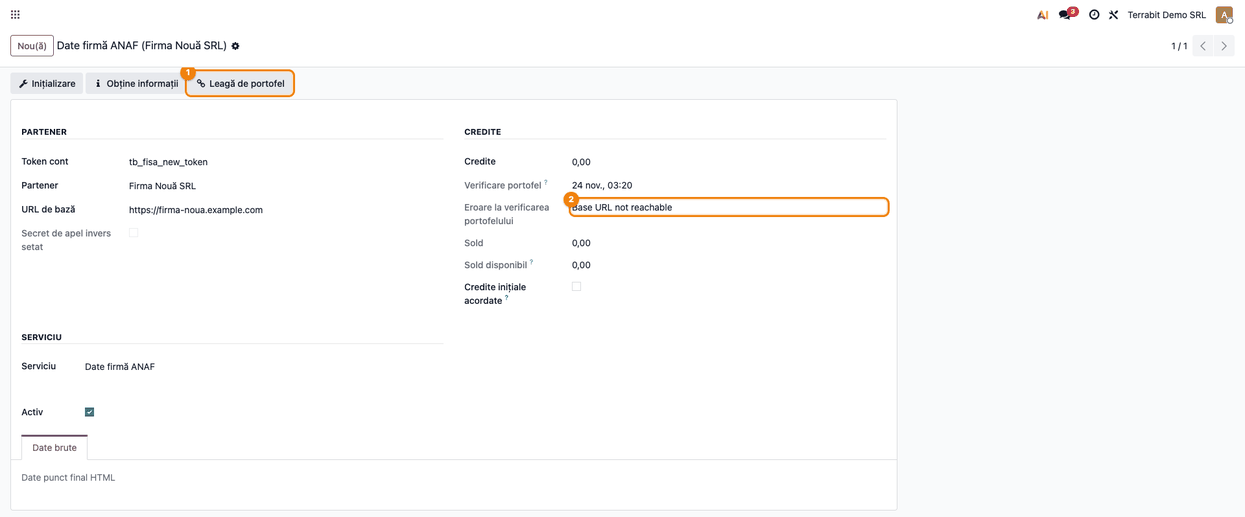 AI 3 Terrabit Demo SRL A
Nou(ă) Date firmă ANAF (Firma Nouă SRL) 1 / 1
1
Inițializare Obține informații Leagă de portofel
PARTENER
Token cont tb_fisa_new_token
Partener Firma Nouă SRL
URL de bază https://firma-noua.example.com
Secret de apel invers
setat
CREDITE
Credite 0,00
Verificare portofel ? 24 nov., 03:20
2
Eroare la verificarea Base URL not reachable
portofelului
Sold 0,00
Sold disponibil ? 0,00
Credite inițiale
acordate ?
SERVICIU
Serviciu Date firmă ANAF
Activ
Date brute
Date punct final HTML